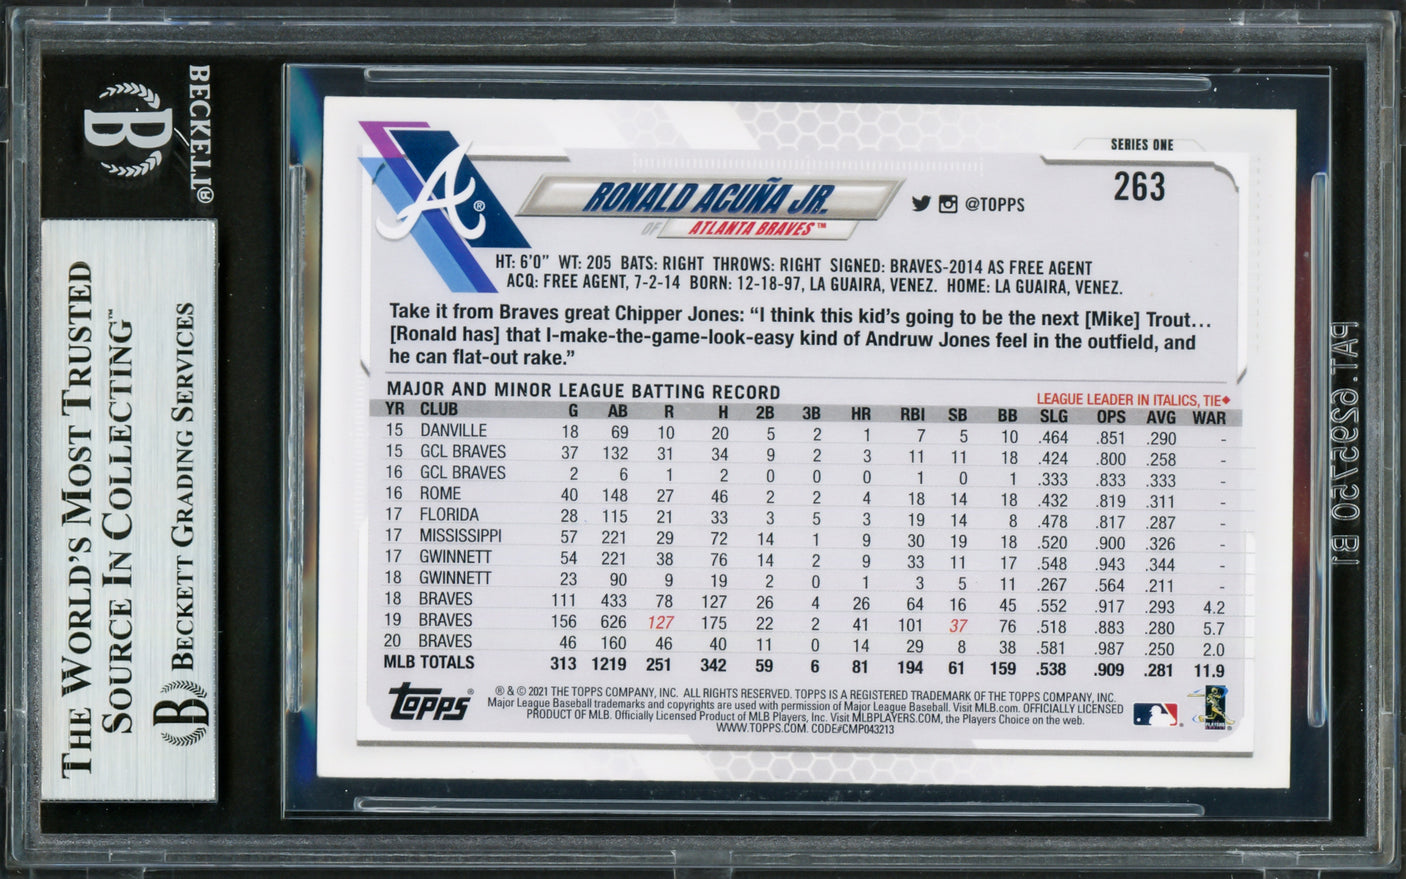 BECKETT®
THE WORLD'S MOST TRUSTED
SOURCE IN COLLECTING™
BECKETT GRADING SERVICES
SERIES ONE
263
RONALD ACUÑA JR.
OF ATLANTA BRAVES™
@TOPPS
HT: 6'0" WT: 205 BATS: RIGHT THROWS: RIGHT SIGNED: BRAVES-2014 AS FREE AGENT
ACQ: FREE AGENT, 7-2-14 BORN: 12-18-97, LA GUAIRA, VENEZ. HOME: LA GUAIRA, VENEZ.
Take it from Braves great Chipper Jones: “I think this kid's going to be the next [Mike] Trout...
[Ronald has] that I-make-the-game-look-easy kind of Andruw Jones feel in the outfield, and
he can flat-out rake.”
MAJOR AND MINOR LEAGUE BATTING RECORD
LEAGUE LEADER IN ITALICS, TIE◆
YR CLUB G AB R H 2B 3B HR RBI SB BB SLG OPS AVG WAR
15 DANVILLE 18 69 10 20 5 2 1 7 5 10 .464 .851 .290 -
15 GCL BRAVES 37 132 31 34 9 2 3 11 11 18 .424 .800 .258 -
16 GCL BRAVES 2 6 1 2 0 0 0 1 0 1 .333 .833 .333 -
16 ROME 40 148 27 46 2 2 4 18 14 18 .432 .819 .311 -
17 FLORIDA 28 115 21 33 3 5 3 19 14 8 .478 .817 .287 -
17 MISSISSIPPI 57 221 29 72 14 1 9 30 19 18 .520 .900 .326 -
17 GWINNETT 54 221 38 76 14 2 9 33 11 17 .548 .943 .344 -
18 GWINNETT 23 90 9 19 2 0 1 3 5 11 .267 .564 .211 -
18 BRAVES 111 433 78 127 26 4 26 64 16 45 .552 .917 .293 4.2
19 BRAVES 156 626 127 175 22 2 41 101 37 76 .518 .883 .280 5.7
20 BRAVES 46 160 46 40 11 0 14 29 8 38 .581 .987 .250 2.0
MLB TOTALS 313 1219 251 342 59 6 81 194 61 159 .538 .909 .281 11.9
TOPPS®
® & © 2021 THE TOPPS COMPANY, INC. ALL RIGHTS RESERVED. TOPPS IS A REGISTERED TRADEMARK OF THE TOPPS COMPANY, INC.
Major League Baseball trademarks and copyrights are used with permission of Major League Baseball. Visit MLB.com. OFFICIALLY LICENSED
PRODUCT OF MLB. Officially Licensed Product of MLB Players, Inc. Visit MLBPLAYERS.COM, the Players Choice on the web.
WWW.TOPPS.COM. CODE#CMP043213
PLAYERS
PAT.6295750 B1